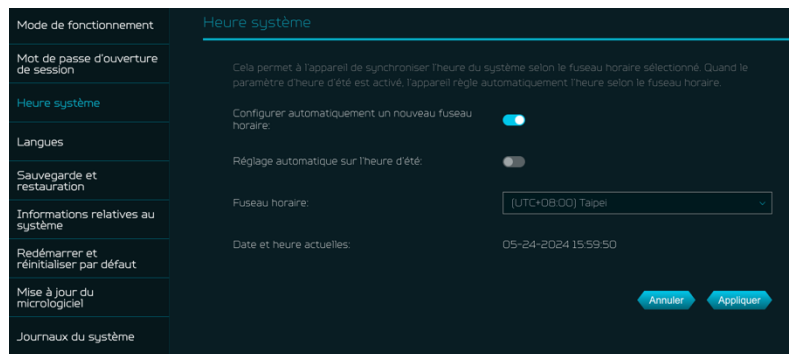 Mode de fonctionnement
Mot de passe d'ouverture
de session
Heure système
Langues
Sauvegarde et
restauration
Informations relatives au
système
Redémarrer et
réinitialiser par défaut
Mise à jour du
micrologiciel
Journaux du système
Heure système
Cela permet à l'appareil de synchroniser l'heure du système selon le fuseau horaire sélectionné. Quand le
paramètre d'heure d'été est activé, l'appareil règle automatiquement l'heure selon le fuseau horaire.
Configurer automatiquement un nouveau fuseau
horaire:
Réglage automatique sur l'heure d'été:
Fuseau horaire:
(UTC+08:00) Taipei
Date et heure actuelles:
05-24-2024 15:59:50
Annuler
Appliquer